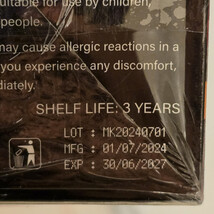 suitable for use by children,
people.
may cause allergic reactions in a
you experience any discomfort,
diately.
SHELF LIFE: 3 YEARS
LOT : MK20240701
MFG : 01/07/2024
EXP : 30/06/2027